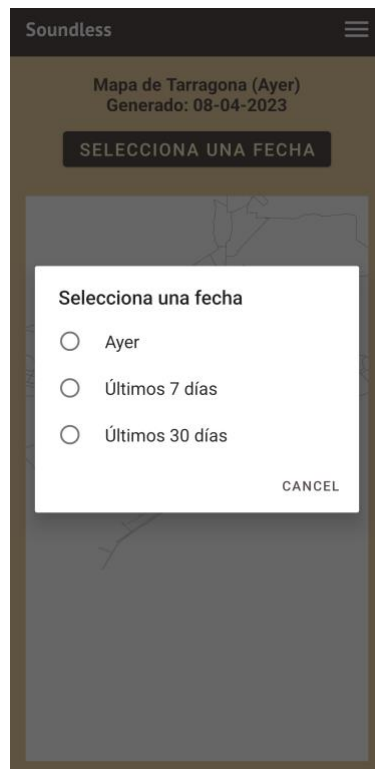 Soundless
Mapa de Tarragona (Ayer)
Generado: 08-04-2023
SELECCIONA UNA FECHA
Selecciona una fecha
Ayer
Últimos 7 días
Últimos 30 días
CANCEL